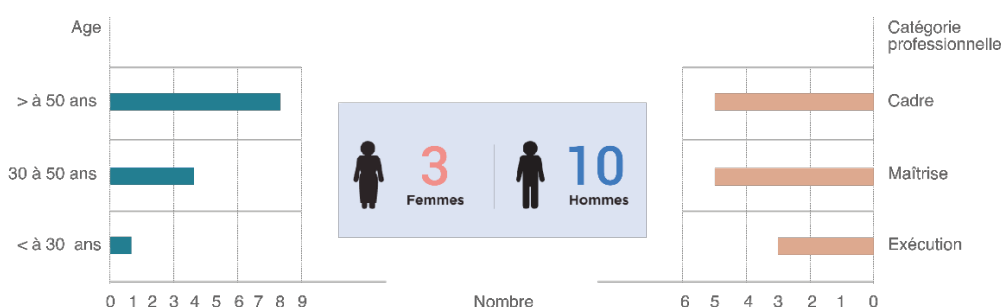 Age
Catégorie
professionnelle
> à 50 ans
Cadre
3
Femmes
10
Hommes
30 à 50 ans
Maîtrise
< à 30 ans
Exécution
0 1 2 3 4 5 6 7 8 9
Nombre
6 5 4 3 2 1 0